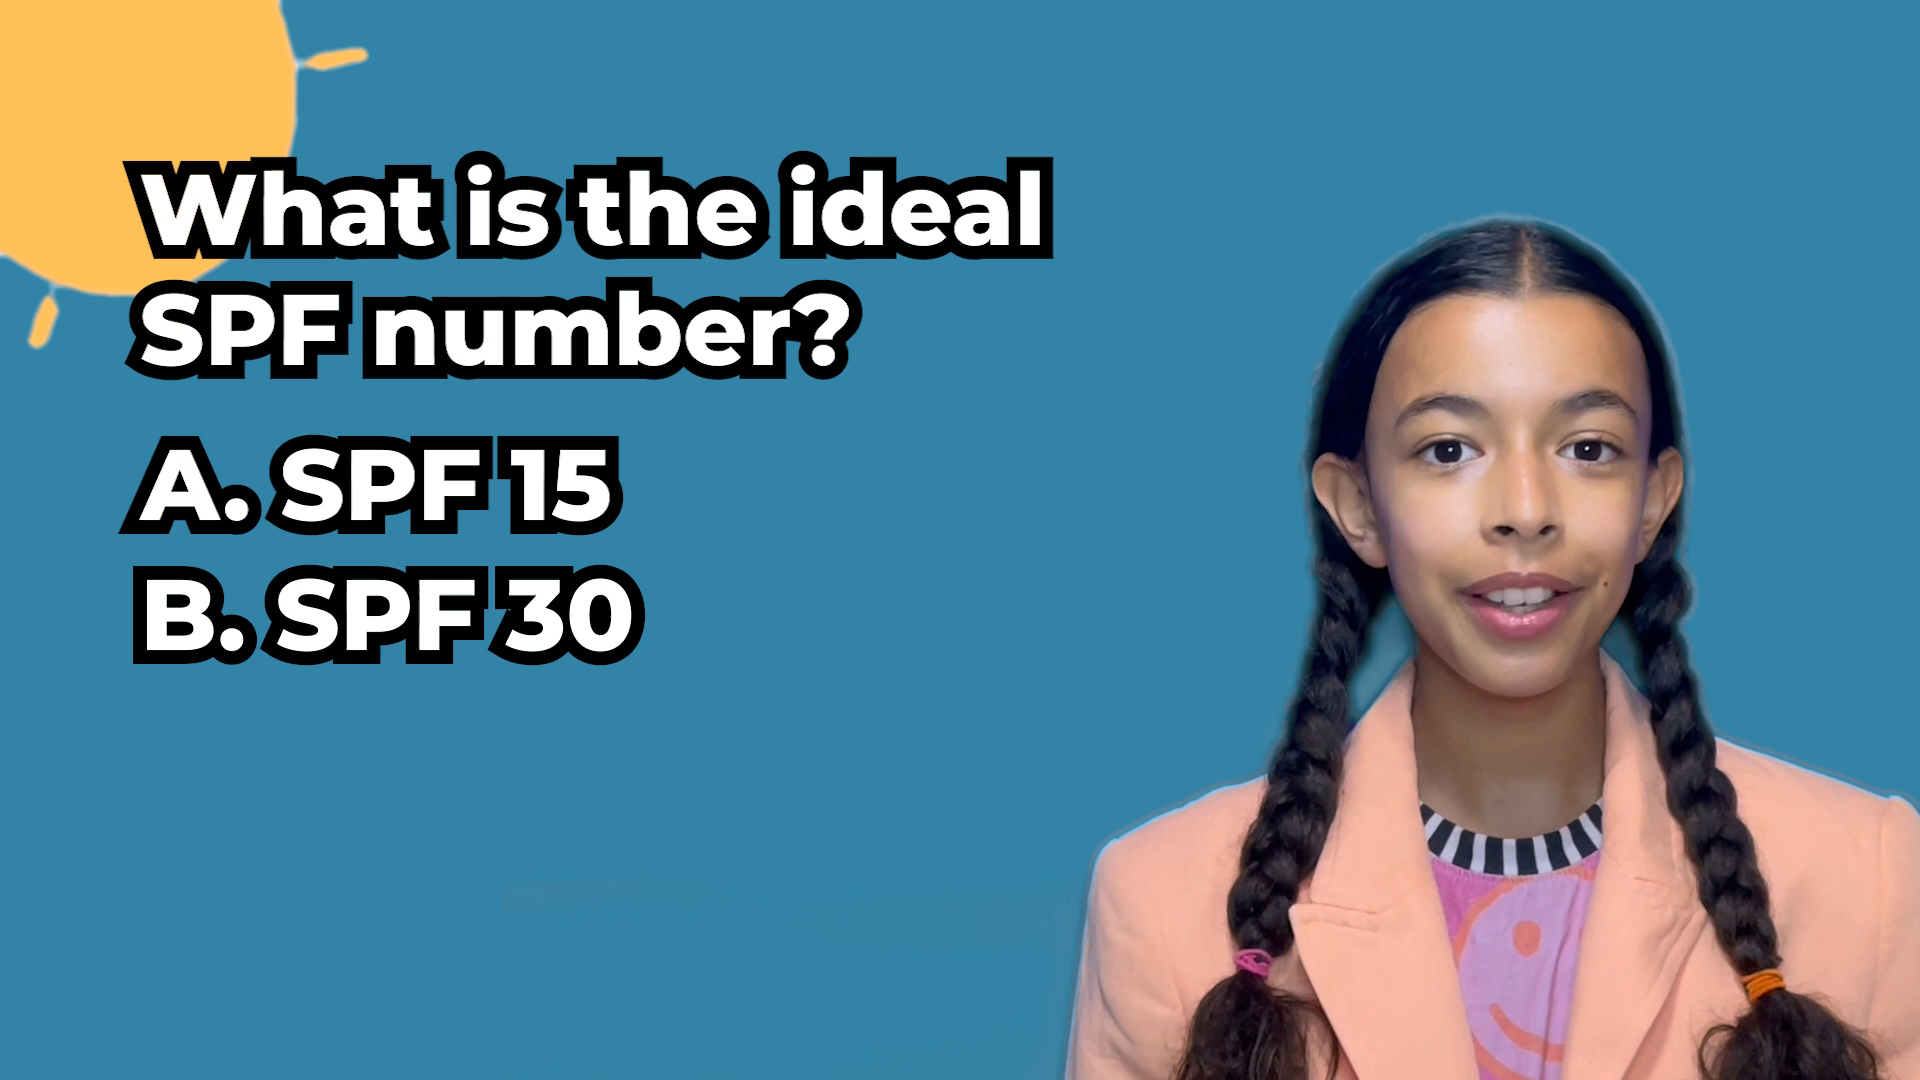 What is the ideal
SPF number?
A. SPF 15
B. SPF 30